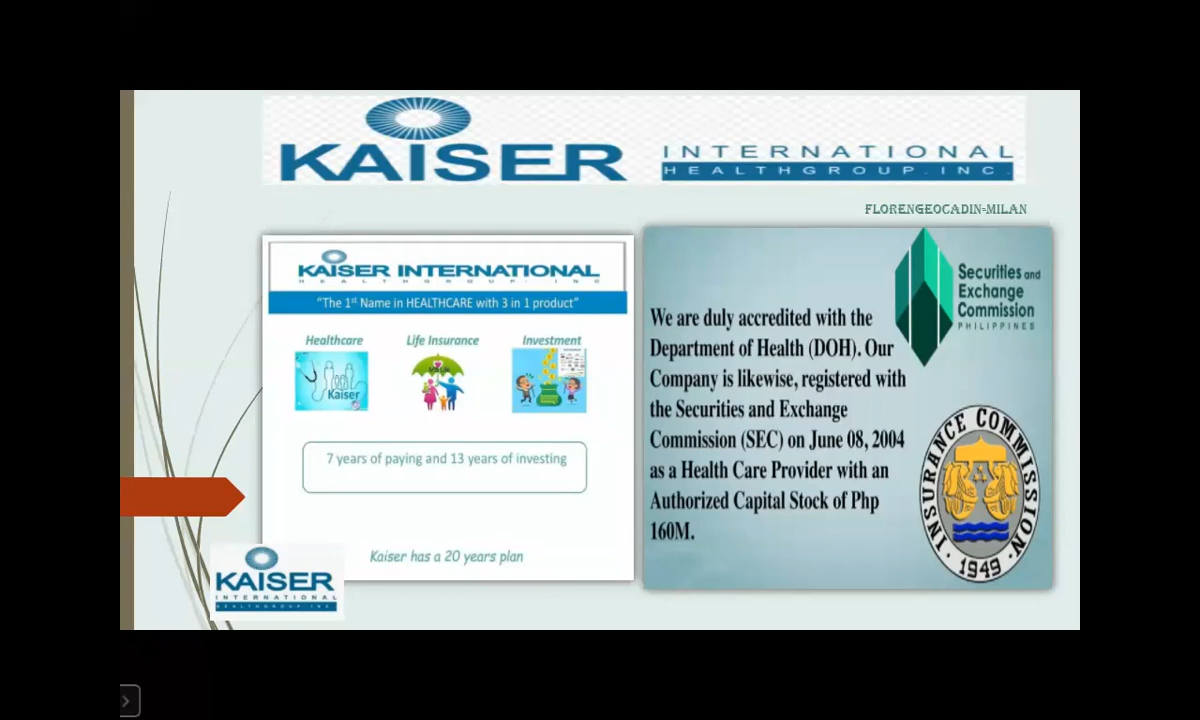 KAISER INTERNATIONAL
HEALTHGROUP. INC.
FLORENGEOCADIN-MILAN
KAISER INTERNATIONAL
HEALTHGROUP. INC
“The 1st Name in HEALTHCARE with 3 in 1 product”
Healthcare Life Insurance Investment
Kaiser
7 years of paying and 13 years of investing
Kaiser has a 20 years plan
KAISER
INTERNATIONAL
HEALTHGROUP.INC.
Securities and
Exchange
Commission
PHILIPPINES
We are duly accredited with the
Department of Health (DOH). Our
Company is likewise, registered with
the Securities and Exchange
Commission (SEC) on June 08, 2004
as a Health Care Provider with an
Authorized Capital Stock of Php
160M.
INSURANCE COMMISSION
1949